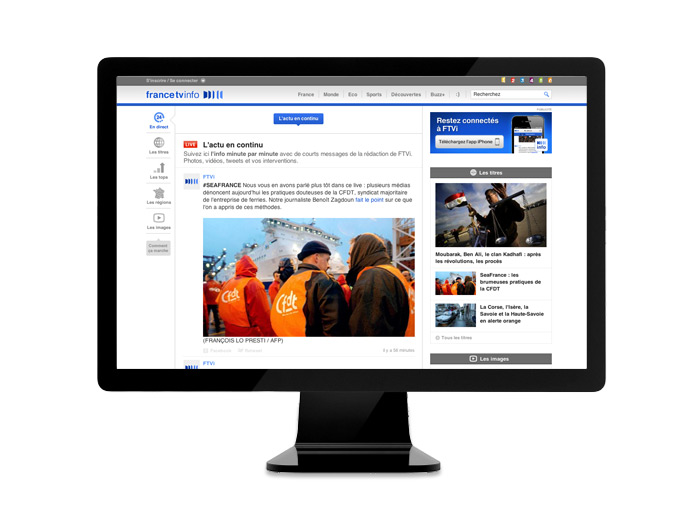 S'inscrire / Se connecter
francetvinfo
France
Monde
Eco
Sports
Découvertes
Buzz+
:)
Recherchez
24
En direct
Les titres
Les tops
Les régions
Les images
Comment
ça marche
L'actu en continu
LIVE L'actu en continu
Suivez ici l'info minute par minute avec de courts messages de la rédaction de FTVi.
Photos, vidéos, tweets et vos interventions.
FTVi
#SEAFRANCE Nous vous en avons parlé plus tôt dans ce live : plusieurs médias
dénoncent aujourd'hui les pratiques douteuses de la CFDT, syndicat majoritaire
de l'entreprise de ferries. Notre journaliste Benoît Zagdoun fait le point sur ce que
l'on a appris de ces méthodes.
Cfdt
(FRANÇOIS LO PRESTI / AFP)
Facebook
il y a 36 minutes
FTVi
PUBLICITÉ
Restez connectés
à FTVi
Téléchargez l'app iPhone
Les titres
Moubarak, Ben Ali, le clan Kadhafi : après
les révolutions, les procès
SeaFrance : les
brumeuses pratiques de
la CFDT
La Corse, l'Isère, la
Savoie et la Haute-Savoie
en alerte orange
Tous les titres
Les images